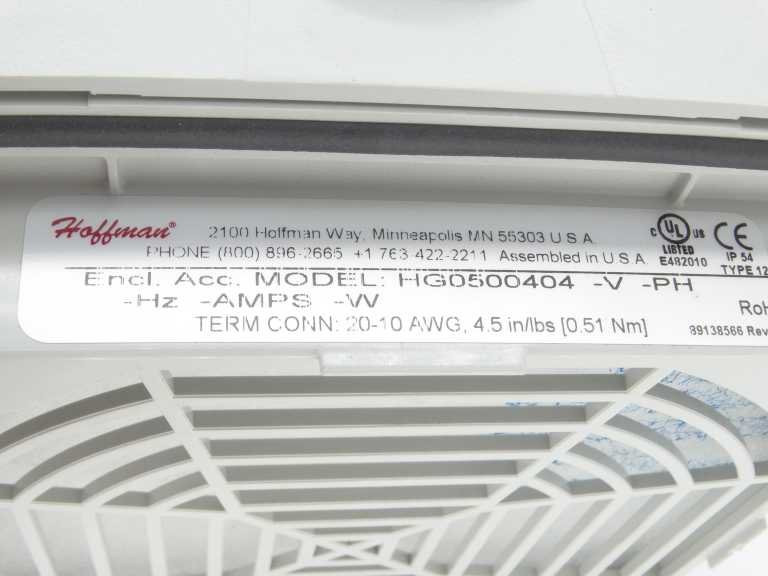 Hoffman® 2100 Hoffman Way, Minneapolis MN 55303 U.S.A.
PHONE (800) 896-2665 +1 763 422-2211 Assembled in U.S.A.
C UL US LISTED E482010
CE IP 54 TYPE 12
Encl. Acc. MODEL: HG0500404 -V -PH
-Hz -AMPS -W
TERM CONN: 20-10 AWG, 4.5 in/lbs [0.51 Nm]
RoH
89138566 Rev